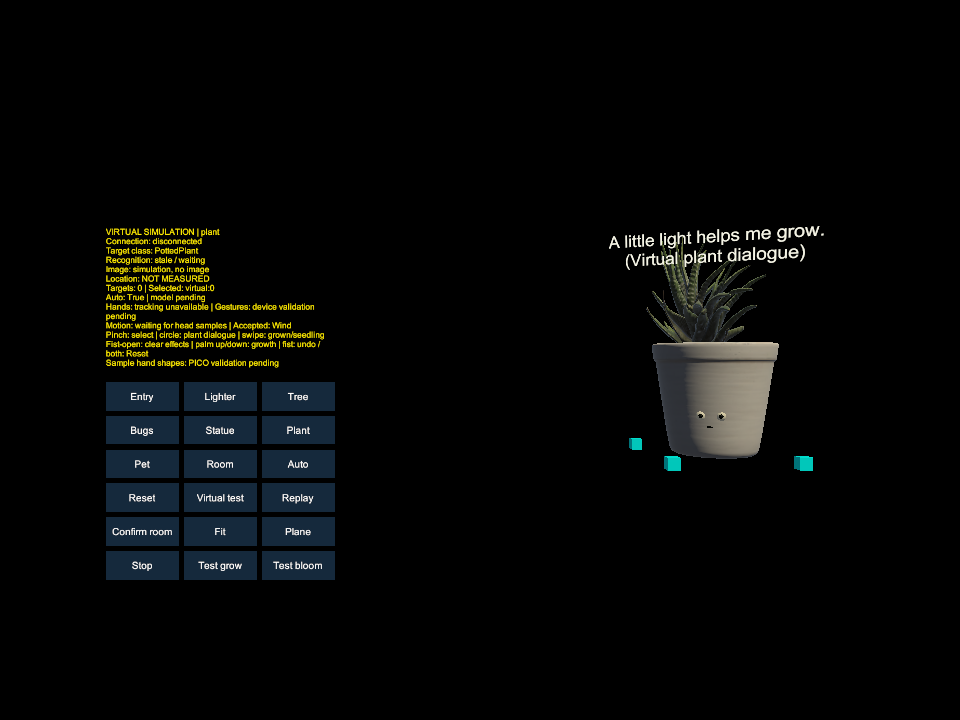 VIRTUAL SIMULATION | plant
Connection: disconnected
Target class: PottedPlant
Recognition: stale / waiting
Image: simulation, no image
Location: NOT MEASURED
Targets: 0 | Selected: virtual:0
Auto: True | model pending
Hands: tracking unavailable | Gestures: device validation
pending
Motion: waiting for head samples | Accepted: Wind
Pinch: select | circle: plant dialogue | swipe: grown/seedling
Fist-open: clear effects | palm up/down: growth | fist: undo /
both: Reset
Sample hand shapes: PICO validation pending
Entry
Lighter
Tree
Bugs
Statue
Plant
Pet
Room
Auto
Reset
Virtual test
Replay
Confirm room
Fit
Plane
Stop
Test grow
Test bloom
A little light helps me grow.
(Virtual plant dialogue)